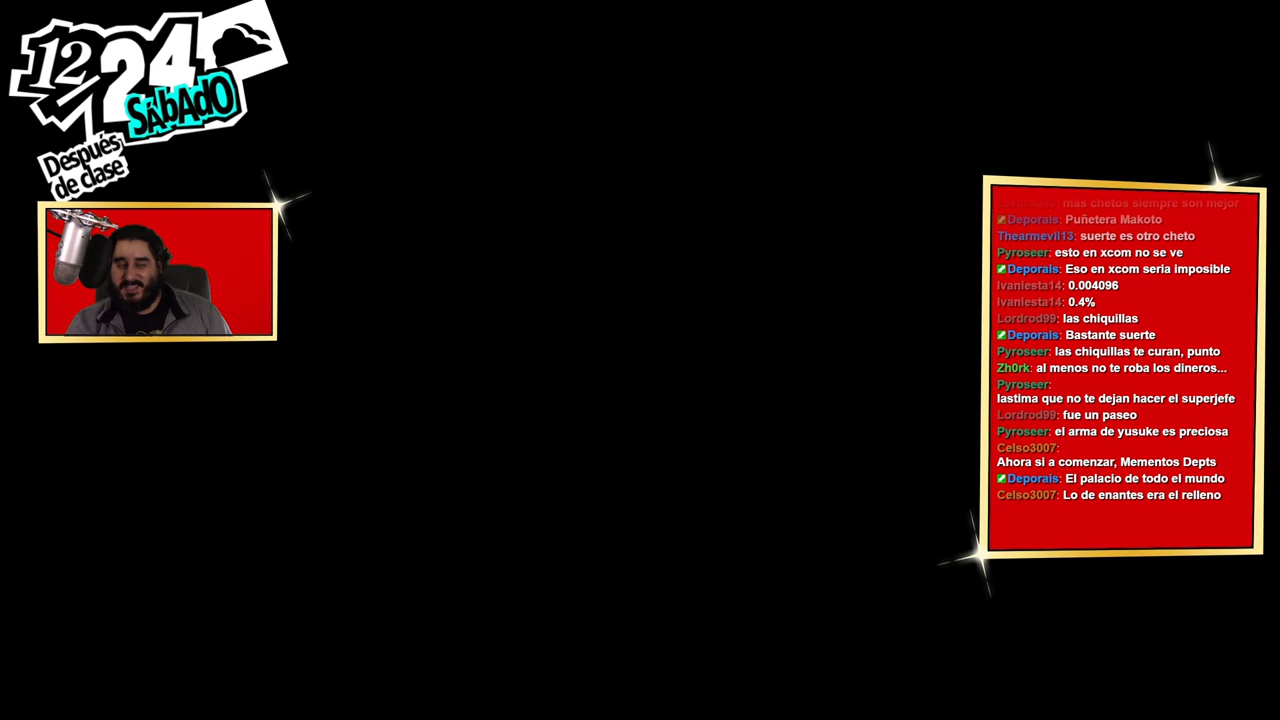 12/24
Sábado
Después
de clase
Lordrod99: más chetos siempre son mejor
Deporais: Puñetera Makoto
Thearmevil13: suerte es otro cheto
Pyroseer: esto en xcom no se ve
Deporais: Eso en xcom seria imposible
Ivaniesta14: 0.004096
Ivaniesta14: 0.4%
Lordrod99: las chiquillas
Deporais: Bastante suerte
Pyroseer: las chiquillas te curan, punto
Zh0rk: al menos no te roba los dineros...
Pyroseer:
lastima que no te dejan hacer el superjefe
Lordrod99: fue un paseo
Pyroseer: el arma de yusuke es preciosa
Celso3007:
Ahora si a comenzar, Mementos Depts
Deporais: El palacio de todo el mundo
Celso3007: Lo de enantes era el relleno